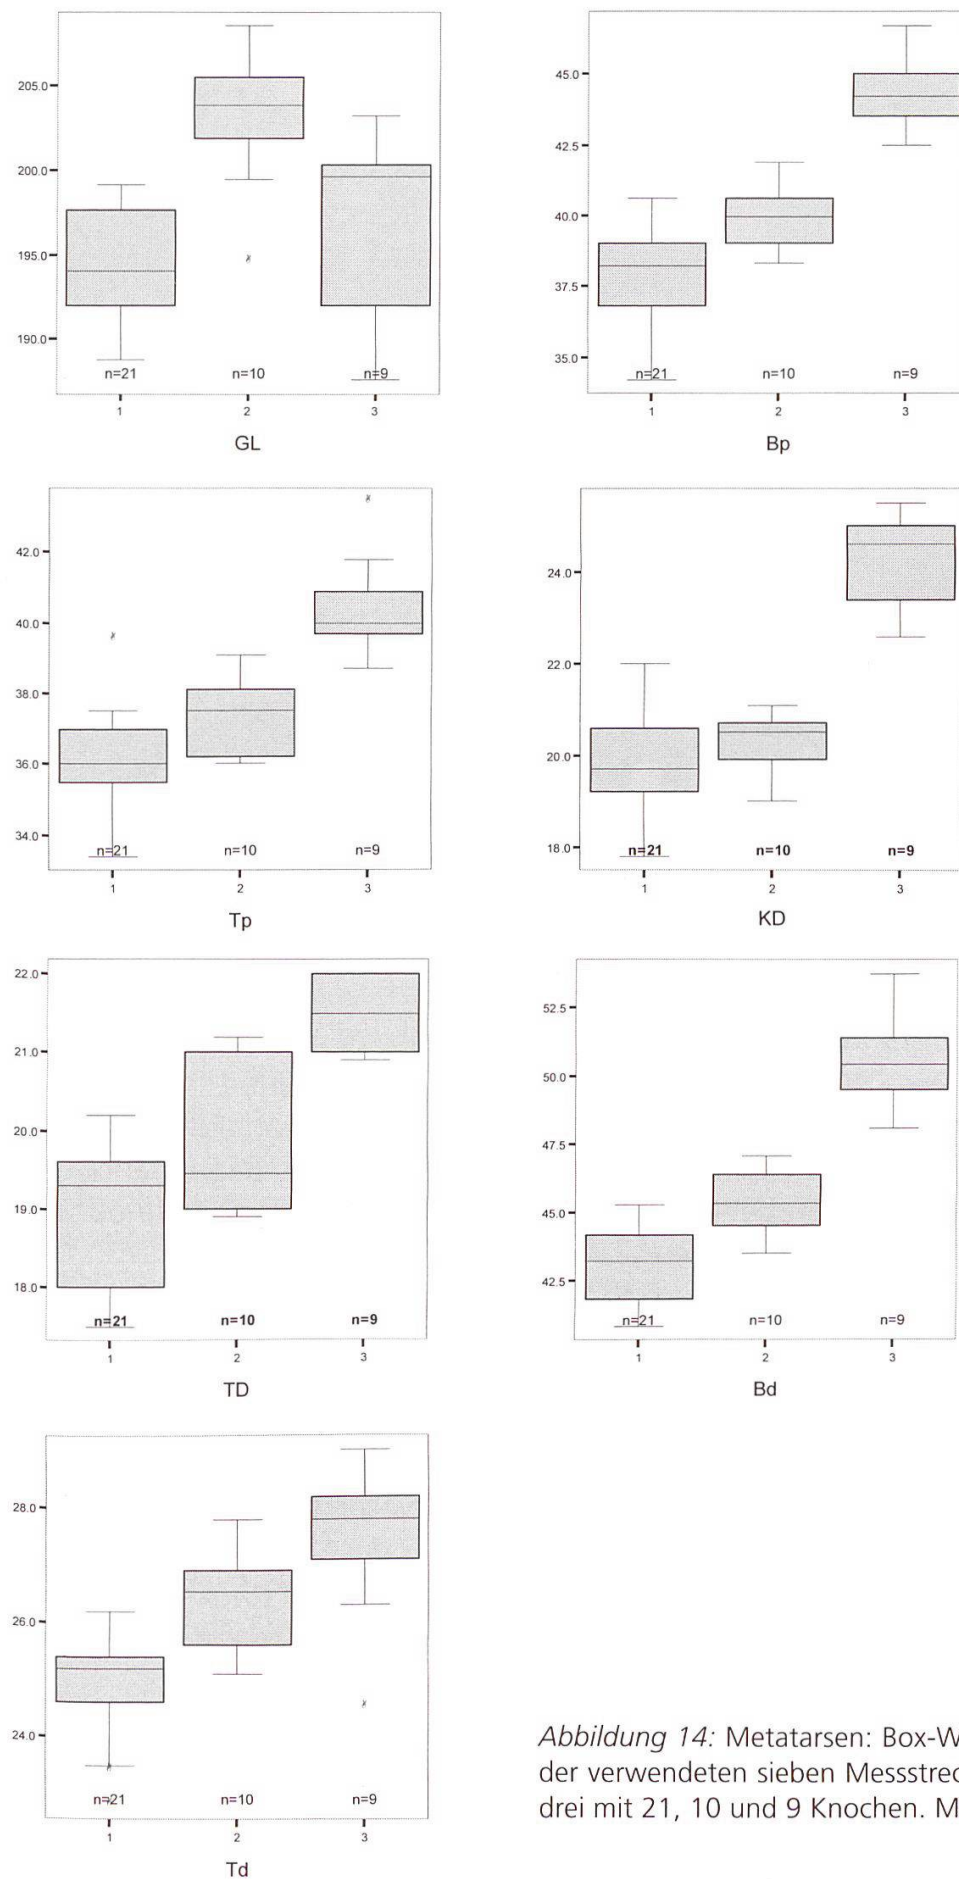 205.0
200.0
195.0
190.0
n=21 n=10 n=9
1 2 3
GL
45.0
42.5
40.0
37.5
35.0
n=21 n=10 n=9
1 2 3
Bp
42.0
40.0
38.0
36.0
34.0
n=21 n=10 n=9
1 2 3
Tp
24.0
22.0
20.0
18.0
n=21 n=10 n=9
1 2 3
KD
22.0
21.0
20.0
19.0
18.0
n=21 n=10 n=9
1 2 3
TD
52.5
50.0
47.5
45.0
42.5
n=21 n=10 n=9
1 2 3
Bd
28.0
26.0
24.0
n=21 n=10 n=9
1 2 3
Td
Abbildung 14: Metatarsen: Box-W
der verwendeten sieben Messstrec
drei mit 21, 10 und 9 Knochen. M